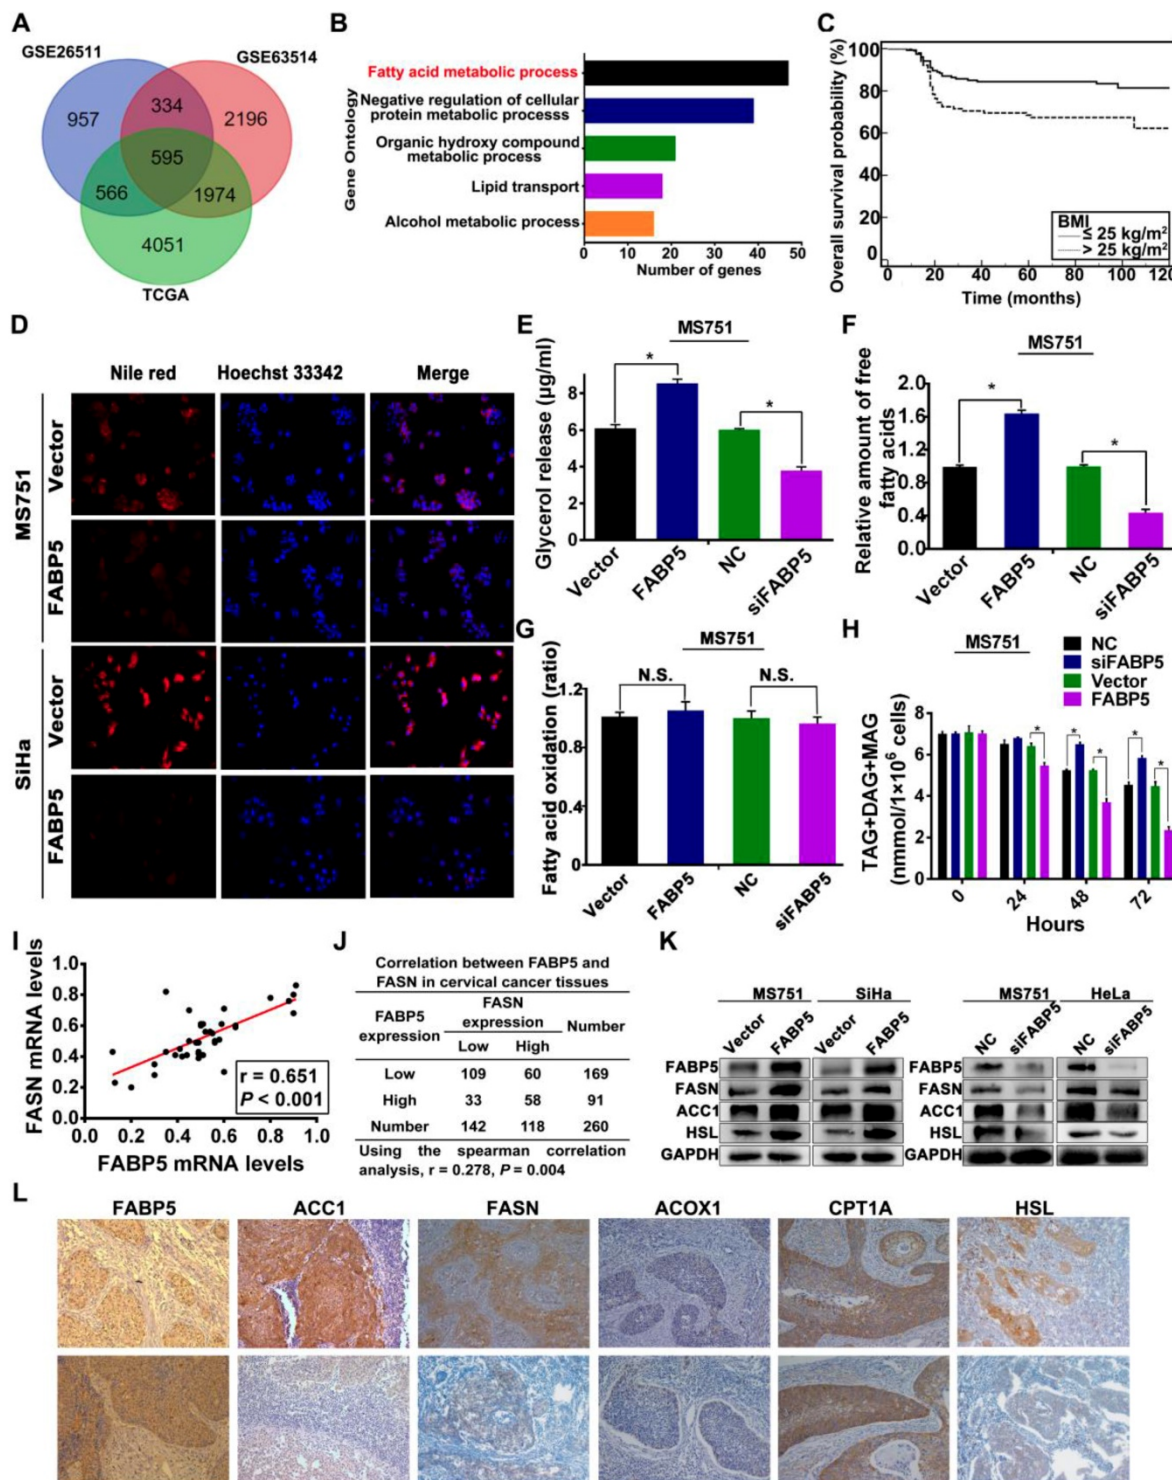 A
GSE26511
GSE63514
957
334
2196
595
566
1974
4051
TCGA
B
Gene Ontology
Fatty acid metabolic process
Negative regulation of cellular
protein metabolic processs
Organic hydroxy compound
metabolic process
Lipid transport
Alcohol metabolic process
0 10 20 30 40 50
Number of genes
C
Overall survival probability (%)
100
80
60
40
20
0
BMI
≤ 25 kg/m²
> 25 kg/m²
0 20 40 60 80 100 120
Time (months)
D
Nile red Hoechst 33342 Merge
MS751
Vector
FABP5
SiHa
Vector
FABP5
E
MS751
Glycerol release (µg/ml)
10
8
6
4
2
0
*
*
Vector FABP5 NC siFABP5
F
MS751
Relative amount of free
fatty acids
2.0
1.6
1.2
0.8
0.4
0.0
*
*
Vector FABP5 NC siFABP5
G
MS751
Fatty acid oxidation (ratio)
1.2
0.8
0.4
0
N.S. N.S.
Vector FABP5 NC siFABP5
H
MS751
NC
siFABP5
Vector
FABP5
TAG+DAG+MAG
(nmmol/1×10⁶ cells)
8
6
4
2
0
* * * * *
0 24 48 72
Hours
I
FASN mRNA levels
1.0
0.8
0.6
0.4
0.2
0.0
r = 0.651
P < 0.001
0.0 0.2 0.4 0.6 0.8 1.0
FABP5 mRNA levels
J
Correlation between FABP5 and
FASN in cervical cancer tissues
FABP5
expression
FASN
expression
Number
Low High
Low 109 60 169
High 33 58 91
Number 142 118 260
Using the spearman correlation
analysis, r = 0.278, P = 0.004
K
MS751 SiHa
Vector FABP5 Vector FABP5
FABP5
FASN
ACC1
HSL
GAPDH
MS751 HeLa
NC siFABP5 NC siFABP5
FABP5
FASN
ACC1
HSL
GAPDH
L
FABP5 ACC1 FASN ACOX1 CPT1A HSL